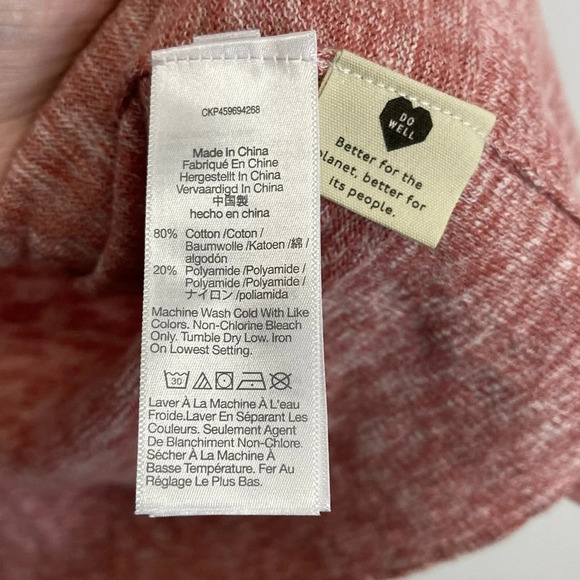 CKP459694268
Made In China
Fabriqué En Chine
Hergestellt In China
Vervaardigd In China
中国製
hecho en china
80% Cotton /Coton /
Baumwolle /Katoen /綿 /
algodón
20% Polyamide /Polyamide /
Polyamide /Polyamide /
ナイロン /poliamida
Machine Wash Cold With Like
Colors. Non-Chlorine Bleach
Only. Tumble Dry Low. Iron
On Lowest Setting.
30
Laver À La Machine À L'eau
Froide.Laver En Séparant Les
Couleurs. Seulement Agent
De Blanchiment Non-Chlore.
Sécher À La Machine À
Basse Température. Fer Au
Réglage Le Plus Bas.
DO
WELL
Better for the
planet, better for
its people.